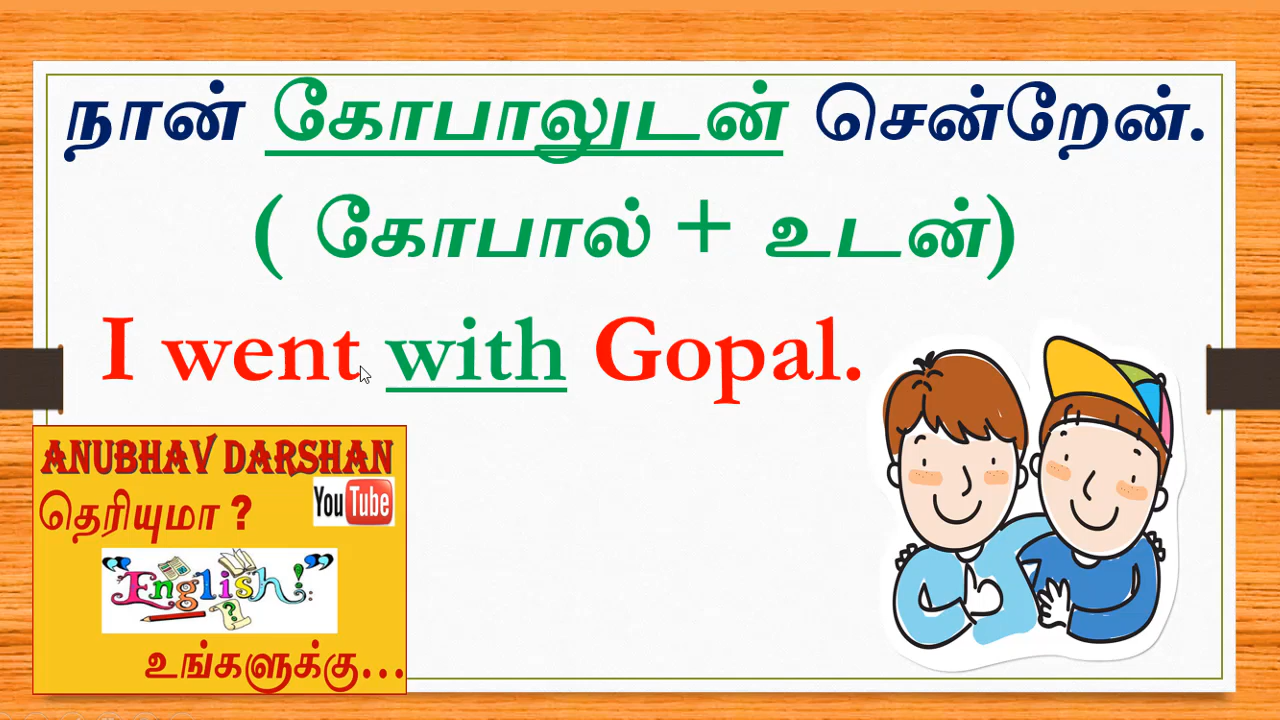 நான் கோபாலுடன் சென்றேன்.
( கோபால் + உடன்)
I went with Gopal.
ANUBHAV DARSHAN
தெரியுமா ?
YouTube
"English!":
?
உங்களுக்கு...